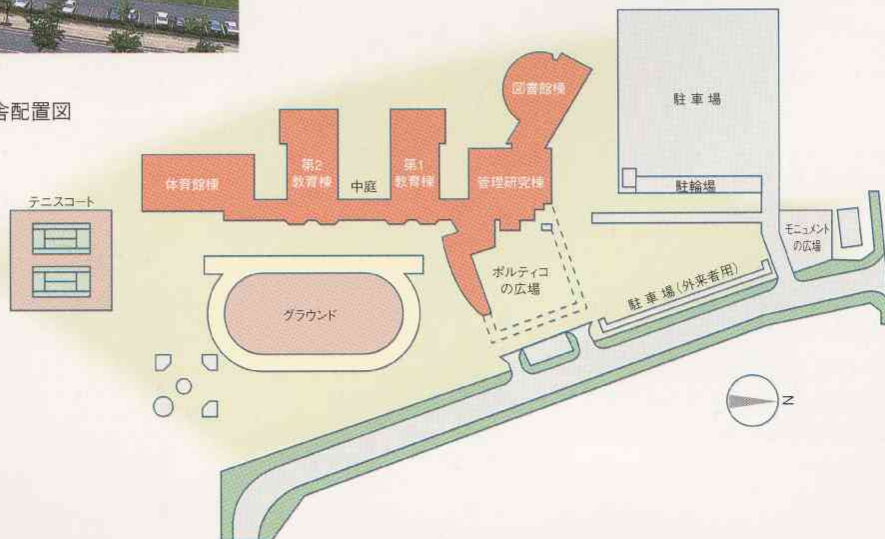 舎配置図
図書館棟
駐車場
体育館棟
第2
教育棟
中庭
第1
教育棟
管理研究棟
駐輪場
テニスコート
モニュメント
の広場
ポルティコ
の広場
駐車場(外来者用)
グラウンド
N